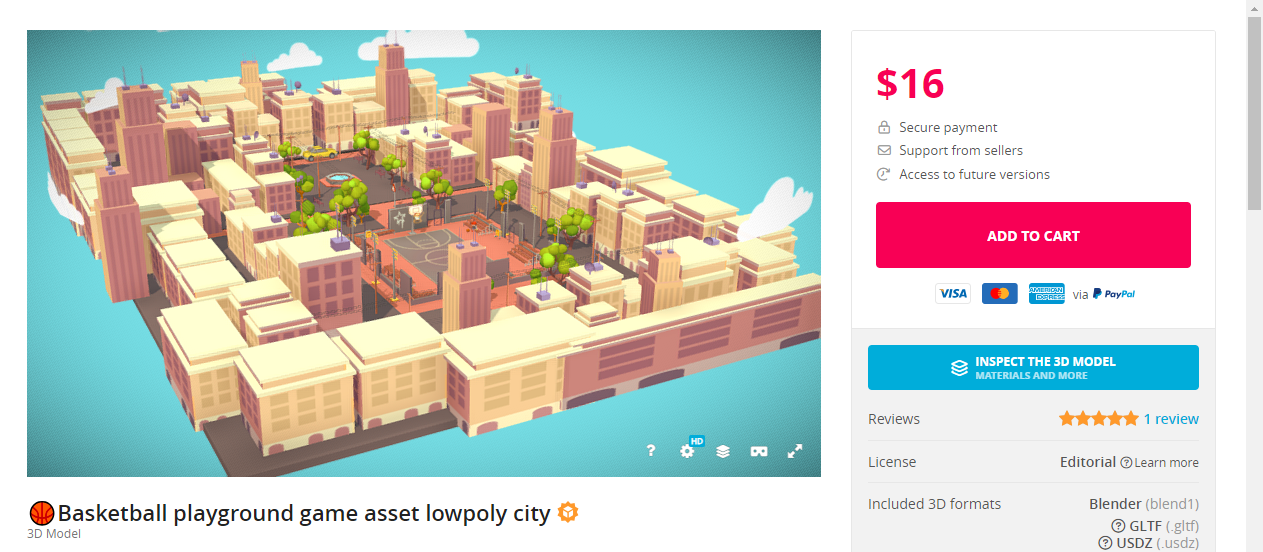 $16
Secure payment
Support from sellers
Access to future versions
ADD TO CART
VISA
AMERICAN EXPRESS
via PayPal
HD
INSPECT THE 3D MODEL
MATERIALS AND MORE
Reviews 1 review
License Editorial ? Learn more
Included 3D formats Blender (blend1)
? GLTF (.gltf)
? USDZ (.usdz)
?
Basketball playground game asset lowpoly city
3D Model